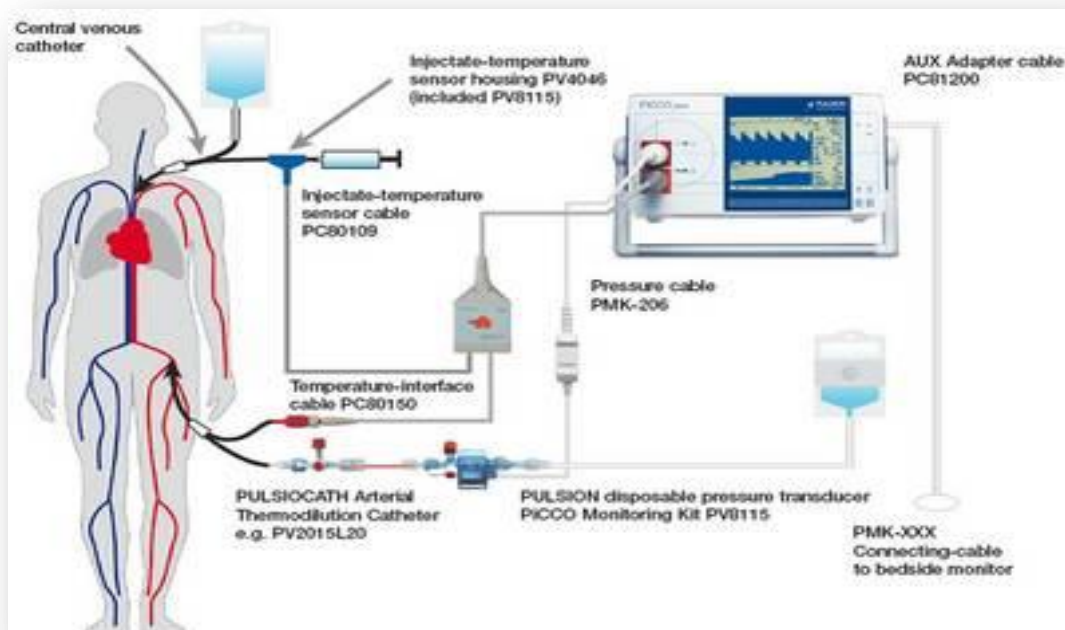 Central venous
catheter
Injectate-temperature
sensor housing PV4046
(included PV8115)
AUX Adapter cable
PC81200
PiCCO plus
Injectate-temperature
sensor cable
PC80109
Pressure cable
PMK-206
Temperature-interface
cable PC80150
PULSIOCATH Arterial
Thermodilution Catheter
e.g. PV2015L20
PULSION disposable pressure transducer
PiCCO Monitoring Kit PV8115
PMK-XXX
Connecting-cable
to bedside monitor